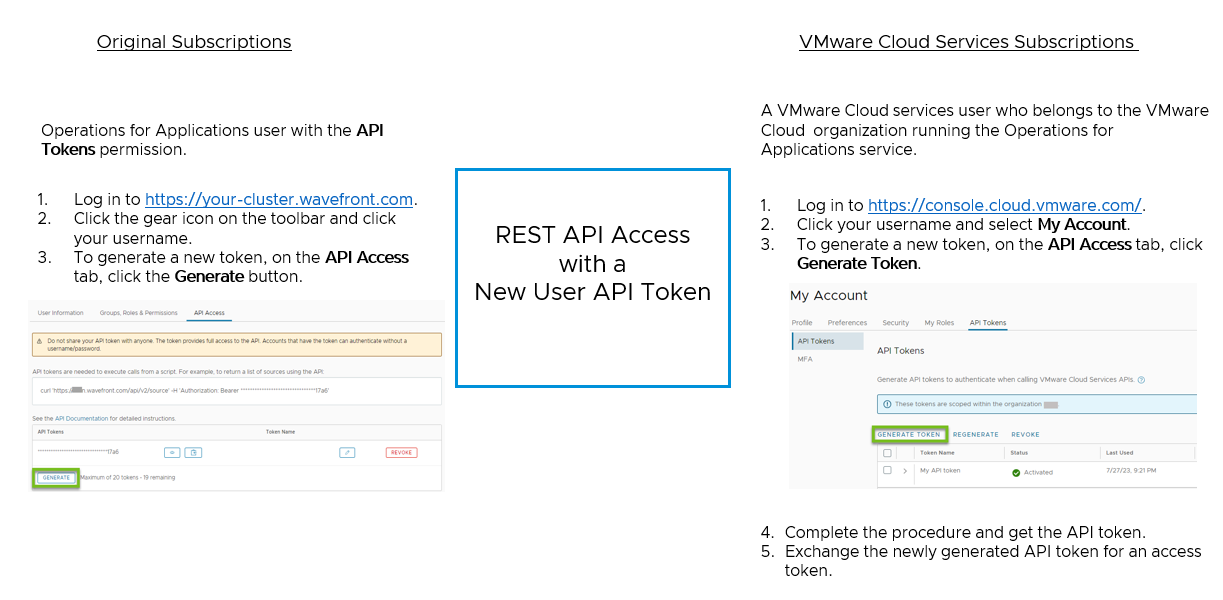 Original Subscriptions
Operations for Applications user with the API
Tokens permission.
1. Log in to https://your-cluster.wavefront.com.
2. Click the gear icon on the toolbar and click
your username.
3. To generate a new token, on the API Access
tab, click the Generate button.
User Information Groups, Roles & Permissions API Access
Do not share your API token with anyone. The token provides full access to the API. Accounts that have the token can authenticate without a
username/password.
API tokens are needed to execute calls from a script. For example, to return a list of sources using the API:
See the API Documentation for detailed instructions.
API Tokens Token Name
REVOKE
GENERATE Maximum of 20 tokens - 19 remaining
REST API Access
with a
New User API Token
VMware Cloud Services Subscriptions
A VMware Cloud services user who belongs to the VMware
Cloud organization running the Operations for
Applications service.
1. Log in to https://console.cloud.vmware.com/.
2. Click your username and select My Account.
3. To generate a new token, on the API Access tab, click
Generate Token.
My Account
Profile Preferences Security My Roles API Tokens
API Tokens
MFA
API Tokens
Generate API tokens to authenticate when calling VMware Cloud Services APIs.
These tokens are scoped within the organization
GENERATE TOKEN REGENERATE REVOKE
Token Name Status Last Used
My API token Activated 7/27/23, 9:21 PM
4. Complete the procedure and get the API token.
5. Exchange the newly generated API token for an access
token.